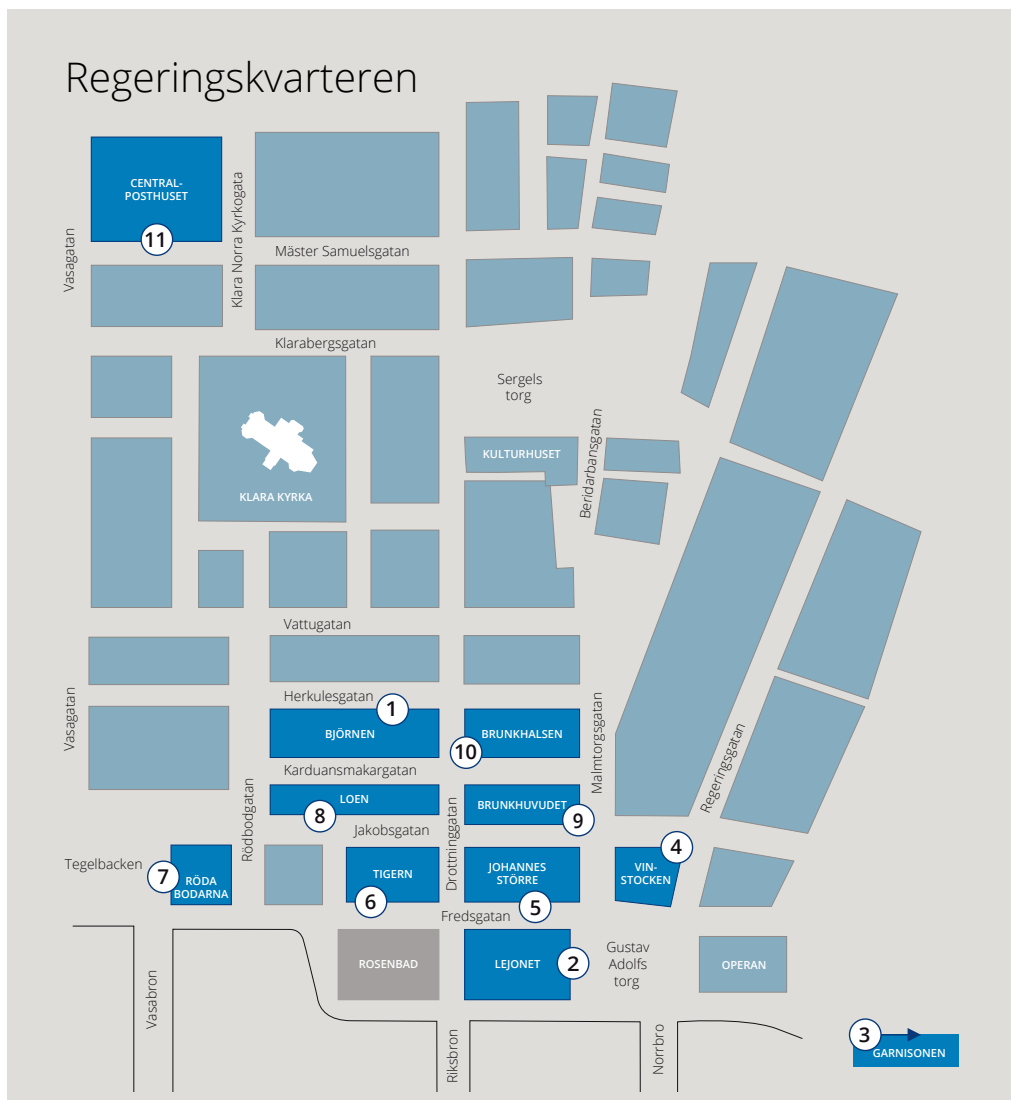 Regeringskvarteren
CENTRAL-
POSTHUSET
11
Vasagatan
Klara Norra Kyrkogata
Mäster Samuelsgatan
Klarabergsgatan
Sergels
torg
KLARA KYRKA
KULTURHUSET
Beridarbansgatan
Vattugatan
Herkulesgatan
1
BJÖRNEN
10
BRUNKHALSEN
Malmtorgsgatan
Vasagatan
Regeringsgatan
Karduansmakargatan
LOEN
8
BRUNKHUVUDET
9
Jakobsgatan
Rödbodgatan
Drottninggatan
Tegelbacken
7
RÖDA
BODARNA
TIGERN
6
JOHANNES
STÖRRE
5
4
VIN-
STOCKEN
Fredsgatan
ROSENBAD
LEJONET
2
Gustav
Adolfs
torg
OPERAN
Vasabron
Riksbron
Norrbro
3
GARNISONEN